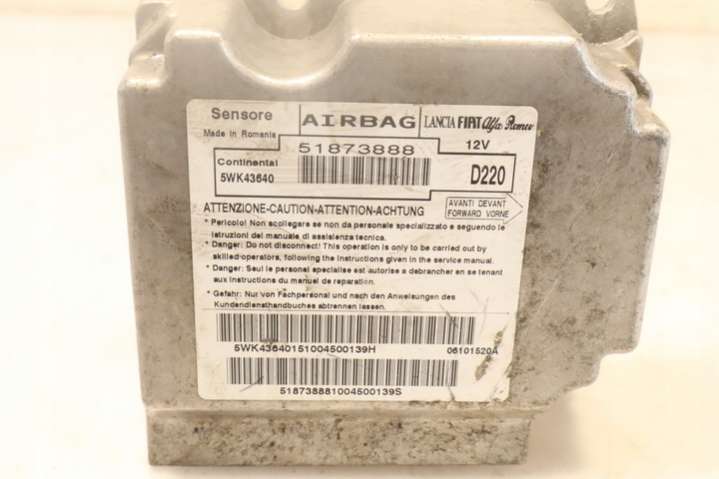 Sensore
AIRBAG
LANCIA FIAT Alfa Romeo
Made in Romania
51873888
12V
Continental
5WK43640
D220
ATTENZIONE-CAUTION-ATTENTION-ACHTUNG
AVANTI DEVANT
FORWARD VORNE
* Pericolo! Non scollegare se non da personale specializzato e seguendo le
istruzioni del manuale di assistenza tecnica.
* Danger: Do not disconnect! This operation is only to be carried out by
skilled operators, following the instructions given in the service manual.
* Danger: Seul le personal specialise est autorise a debrancher en se tenant
aux instructions du manuel de reparation.
* Gefahr: Nur von Fachpersonal und nach den Anweisungen des
Kundendiensthandbuches abtrennen lassen.
5WK43640151004500139H
06101520A
518738881004500139S